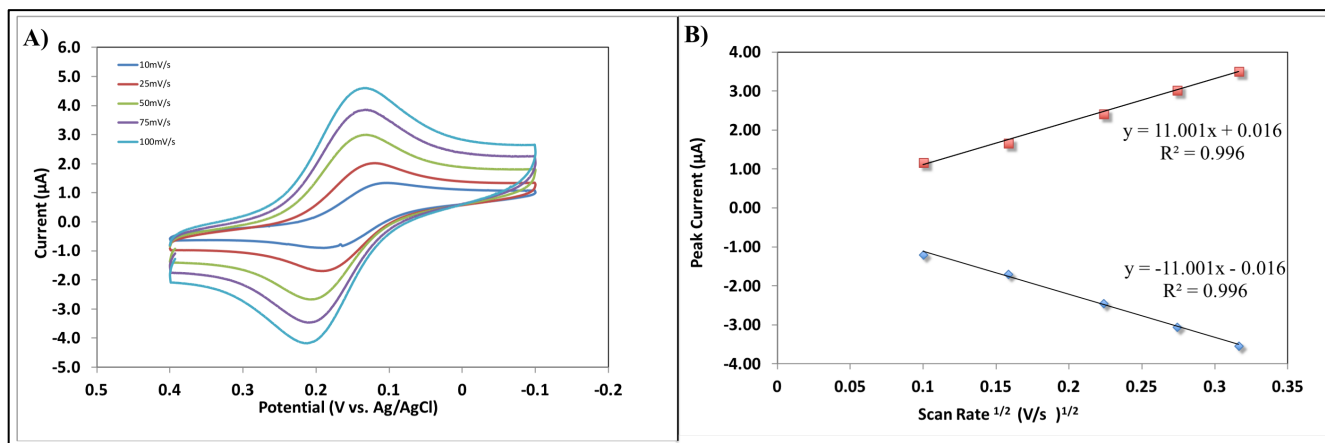 A)
6.0
5.0
4.0
3.0
2.0
1.0
0.0
-1.0
-2.0
-3.0
-4.0
-5.0
Current (µA)
10mV/s
25mV/s
50mV/s
75mV/s
100mV/s
0.5 0.4 0.3 0.2 0.1 0 -0.1 -0.2
Potential (V vs. Ag/AgCl)
B)
4.00
3.00
2.00
1.00
0.00
-1.00
-2.00
-3.00
-4.00
Peak Current (µA)
y = 11.001x + 0.016
R² = 0.996
y = -11.001x - 0.016
R² = 0.996
0 0.05 0.1 0.15 0.2 0.25 0.3 0.35
Scan Rate ¹/² (V/s )¹/²